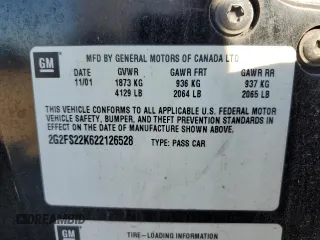 GM
MFD BY GENERAL MOTORS OF CANADA LTD
DATE GVWR GAWR FRT GAWR RR
11/01 1873 KG 936 KG 937 KG
4129 LB 2064 LB 2065 LB
THIS VEHICLE CONFORMS TO ALL APPLICABLE U.S. FEDERAL MOTOR
VEHICLE SAFETY, BUMPER, AND THEFT PREVENTION STANDARDS
IN EFFECT ON THE DATE OF MANUFACTURE SHOWN ABOVE.
2G2FS22K622126528 TYPE: PASS CAR
GM
TIRE-LOADING INFORMATION